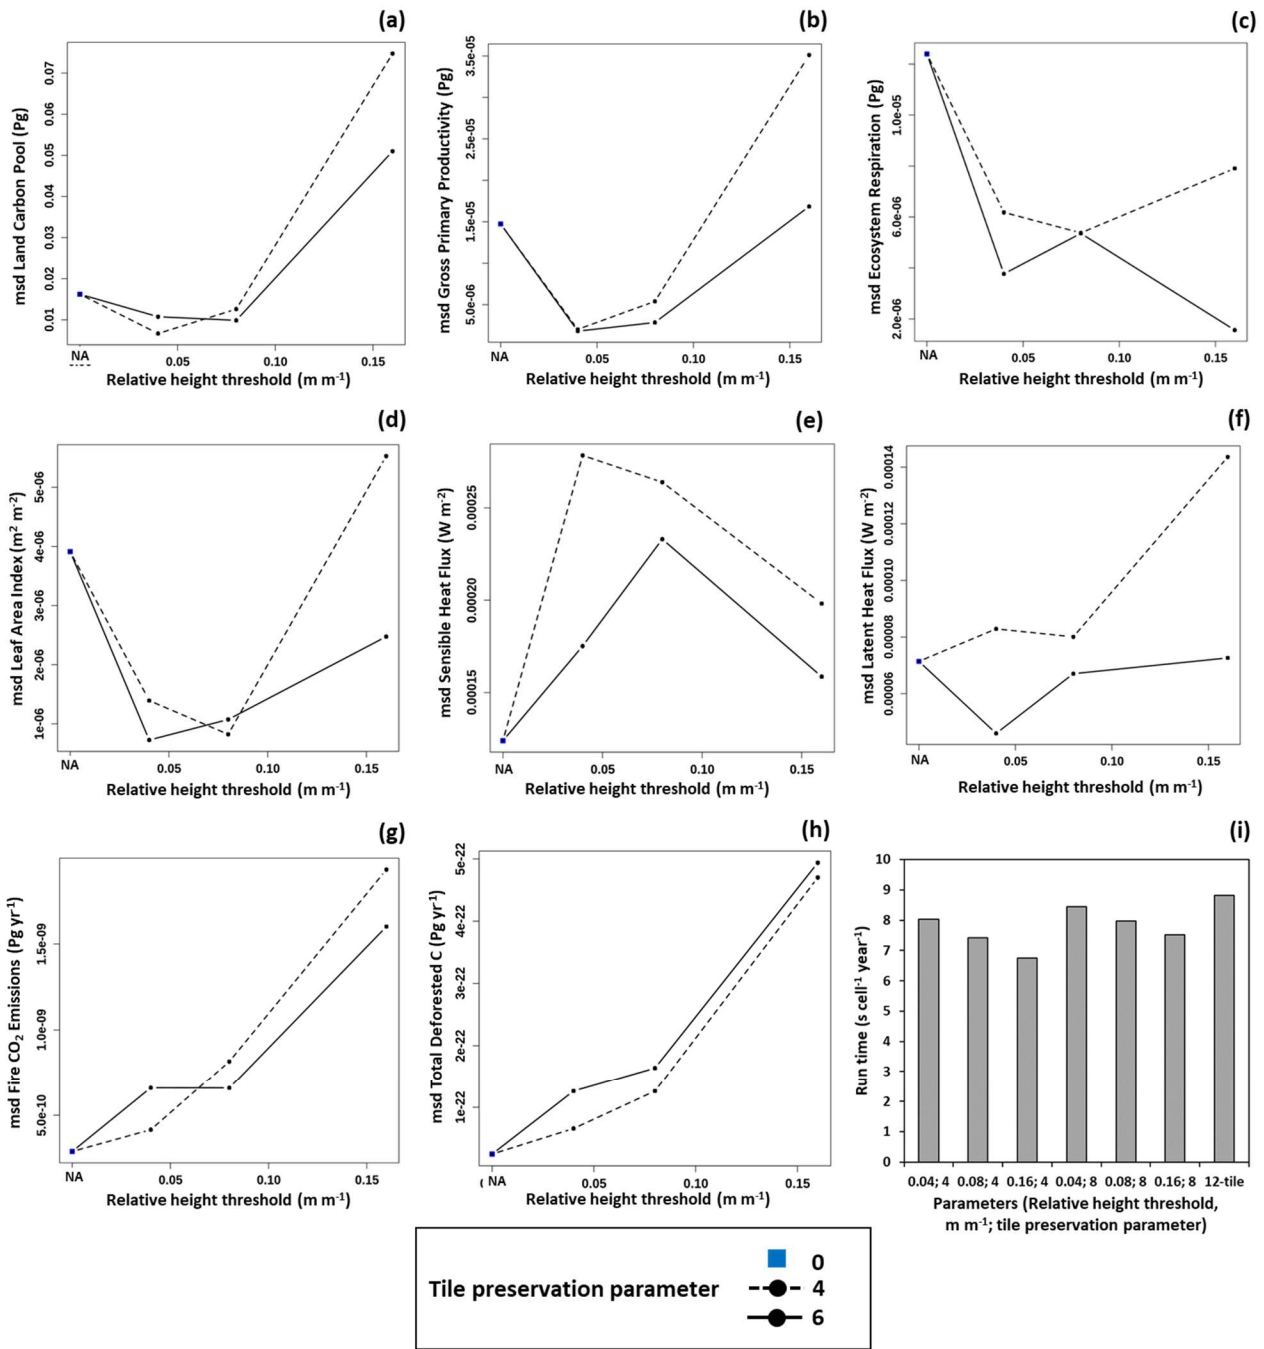 (a)
msd Land Carbon Pool (Pg)
0.07
0.06
0.05
0.04
0.03
0.02
0.01
NA
0.05
0.10
0.15
Relative height threshold (m m-1)
(b)
msd Gross Primary Productivity (Pg)
3.5e-05
2.5e-05
1.5e-05
5.0e-06
NA
0.05
0.10
0.15
Relative height threshold (m m-1)
(c)
msd Ecosystem Respiration (Pg)
1.0e-05
6.0e-06
2.0e-06
NA
0.05
0.10
0.15
Relative height threshold (m m-1)
(d)
msd Leaf Area Index (m2 m-2)
5e-06
4e-06
3e-06
2e-06
1e-06
NA
0.05
0.10
0.15
Relative height threshold (m m-1)
(e)
msd Sensible Heat Flux (W m-2)
0.00025
0.00020
0.00015
NA
0.05
0.10
0.15
Relative height threshold (m m-1)
(f)
msd Latent Heat Flux (W m-2)
0.00014
0.00012
0.00010
0.00008
0.00006
NA
0.05
0.10
0.15
Relative height threshold (m m-1)
(g)
msd Fire CO2 Emissions (Pg yr-1)
1.5e-09
1.0e-09
5.0e-10
NA
0.05
0.10
0.15
Relative height threshold (m m-1)
(h)
msd Total Deforested C (Pg yr-1)
5e-22
4e-22
3e-22
2e-22
1e-22
( NA
0.05
0.10
0.15
Relative height threshold (m m-1)
(i)
Run time (s cell-1 year-1)
10
9
8
7
6
5
4
3
2
1
0
0.04; 4 0.08; 4 0.16; 4 0.04; 8 0.08; 8 0.16; 8 12-tile
Parameters (Relative height threshold,
m m-1; tile preservation parameter)
Tile preservation parameter
0
4
6